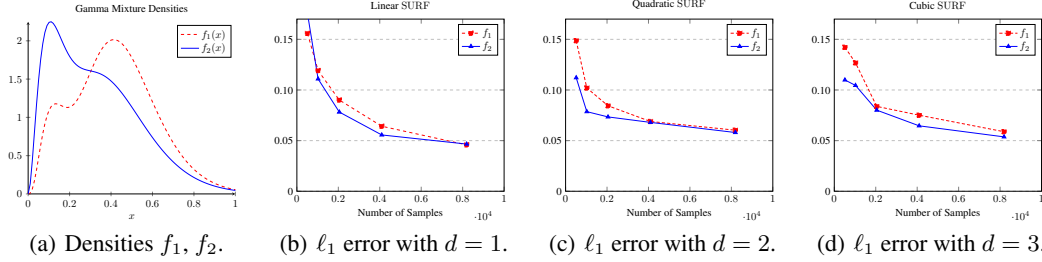 Gamma Mixture Densities
f₁(x)
f₂(x)
2
1.5
1
0.5
0
0 0.2 0.4 0.6 0.8 1
x
(a) Densities f₁, f₂.
Linear SURF
f₁
f₂
0.15
0.10
0.05
0
0 0.2 0.4 0.6 0.8 1
·10⁴
Number of Samples
(b) ℓ₁ error with d = 1.
Quadratic SURF
f₁
f₂
0.15
0.10
0.05
0
0 0.2 0.4 0.6 0.8 1
·10⁴
Number of Samples
(c) ℓ₁ error with d = 2.
Cubic SURF
f₁
f₂
0.15
0.10
0.05
0
0 0.2 0.4 0.6 0.8 1
·10⁴
Number of Samples
(d) ℓ₁ error with d = 3.